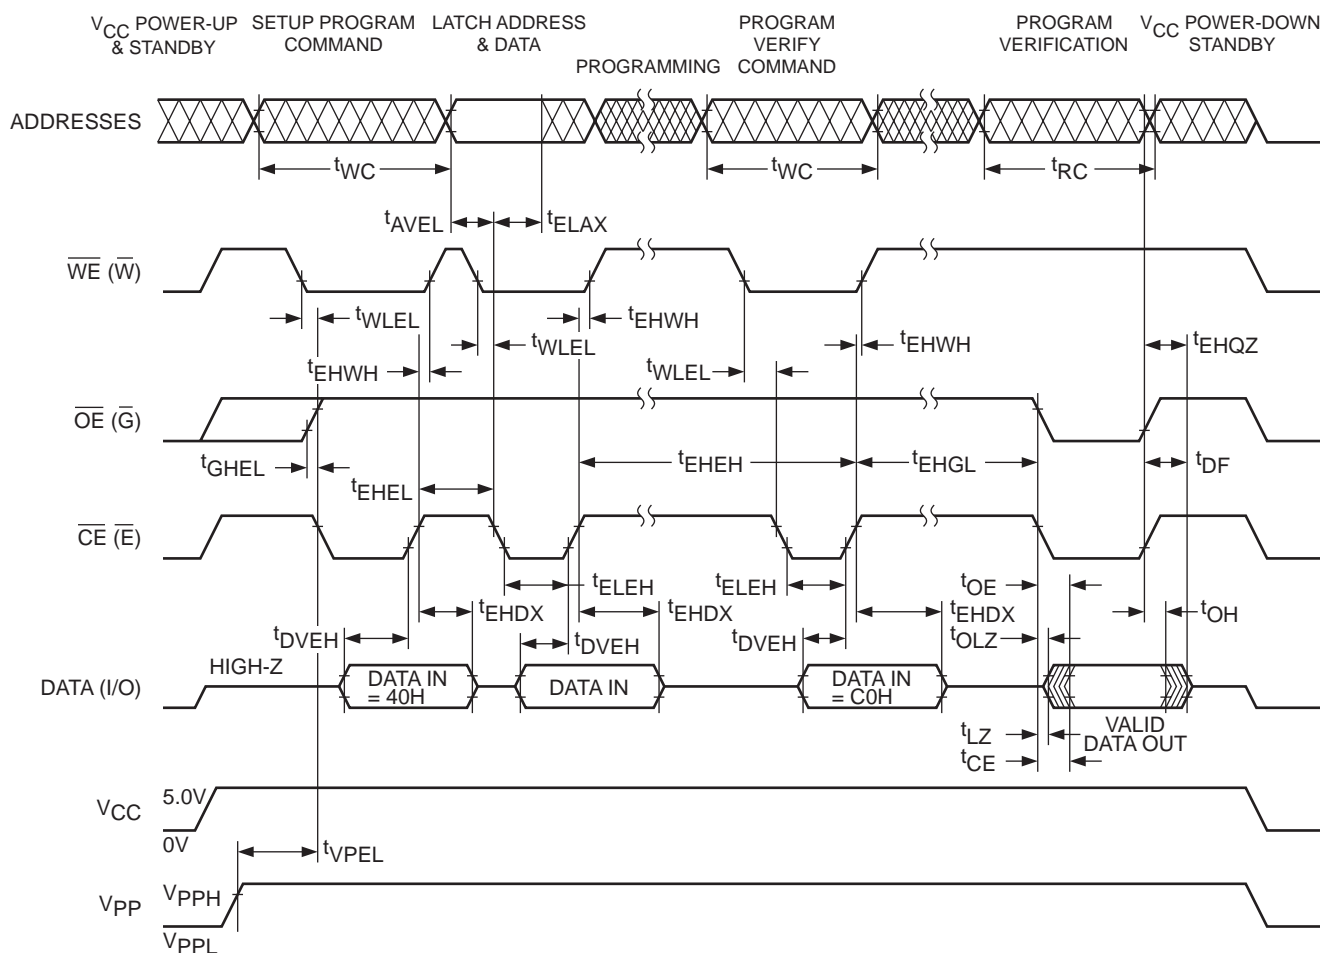 VCC POWER-UP
& STANDBY
SETUP PROGRAM
COMMAND
LATCH ADDRESS
& DATA
PROGRAMMING
PROGRAM
VERIFY
COMMAND
PROGRAM
VERIFICATION
VCC POWER-DOWN
STANDBY
ADDRESSES
tWC
tWC
tRC
tAVEL
tELAX
WE (W)
tWLEL
tEHWH
tWLEL
tEHWH
tEHWH
tWLEL
tEHQZ
OE (G)
tGHEL
tEHEH
tEHGL
tDF
tEHEL
CE (E)
tELEH
tELEH
tOE
tEHDX
tEHDX
tEHDX
tOH
tDVEH
tDVEH
tDVEH
tOLZ
HIGH-Z
DATA (I/O)
DATA IN
= 40H
DATA IN
DATA IN
= C0H
VALID
DATA OUT
tLZ
tCE
VCC
5.0V
0V
tVPEL
VPP
VPPH
VPPL